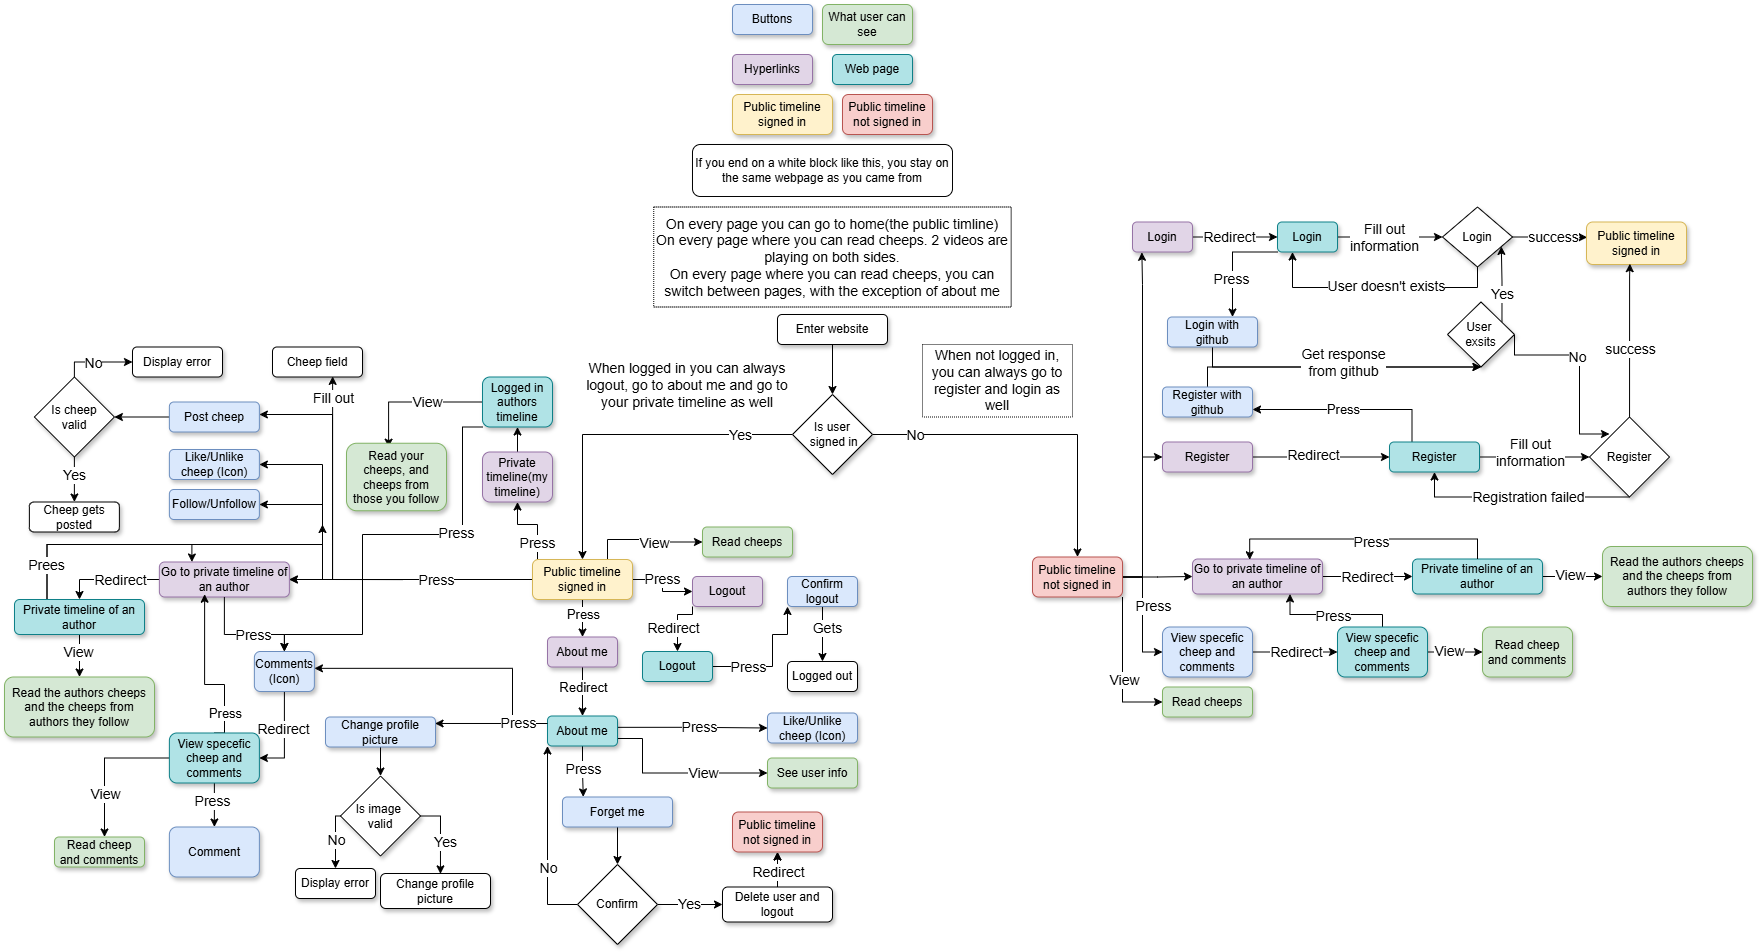 Buttons
What user can
see
Hyperlinks
Web page
Public timeline
signed in
Public timeline
not signed in
If you end on a white block like this, you stay on
the same webpage as you came from
On every page you can go to home(the public timline)
On every page where you can read cheeps. 2 videos are
playing on both sides.
On every page where you can read cheeps, you can
switch between pages, with the exception of about me
Enter website
When logged in you can always
logout, go to about me and go to
your private timeline as well
When not logged in,
you can always go to
register and login as
well
Is user
signed in
Yes
No
No
Display error
Cheep field
Fill out
Is cheep
valid
Post cheep
Like/Unlike
cheep (Icon)
Yes
Follow/Unfollow
Cheep gets
posted
View
Logged in
authors
timeline
Read your
cheeps, and
cheeps from
those you follow
Private
timeline(my
timeline)
Press
Press
View
Read cheeps
Prees
Redirect
Go to private timeline of
an author
Press
Public timeline
signed in
Press
Logout
Confirm
logout
Private timeline of an
author
Press
Press
Redirect
Gets
View
Comments
(Icon)
About me
Logout
Press
Logged out
Read the authors cheeps
and the cheeps from
authors they follow
Press
Redirect
Redirect
Change profile
picture
Press
About me
Press
Like/Unlike
cheep (Icon)
View specefic
cheep and
comments
Press
View
See user info
View
Press
Is image
valid
Forget me
Public timeline
not signed in
Read cheep
and comments
Comment
No
Yes
No
Redirect
Display error
Change profile
picture
Confirm
Yes
Delete user and
logout
Login
Redirect
Login
Fill out
information
Login
success
Public timeline
signed in
Press
User doesn't exists
Yes
Login with
github
User
exsits
Get response
from github
No
success
Register with
github
Press
Register
Redirect
Register
Fill out
information
Register
Registration failed
Press
Public timeline
not signed in
Go to private timeline of
an author
Redirect
Private timeline of an
author
View
Read the authors cheeps
and the cheeps from
authors they follow
Press
Press
View specefic
cheep and
comments
Redirect
View specefic
cheep and
comments
View
Read cheep
and comments
View
Read cheeps